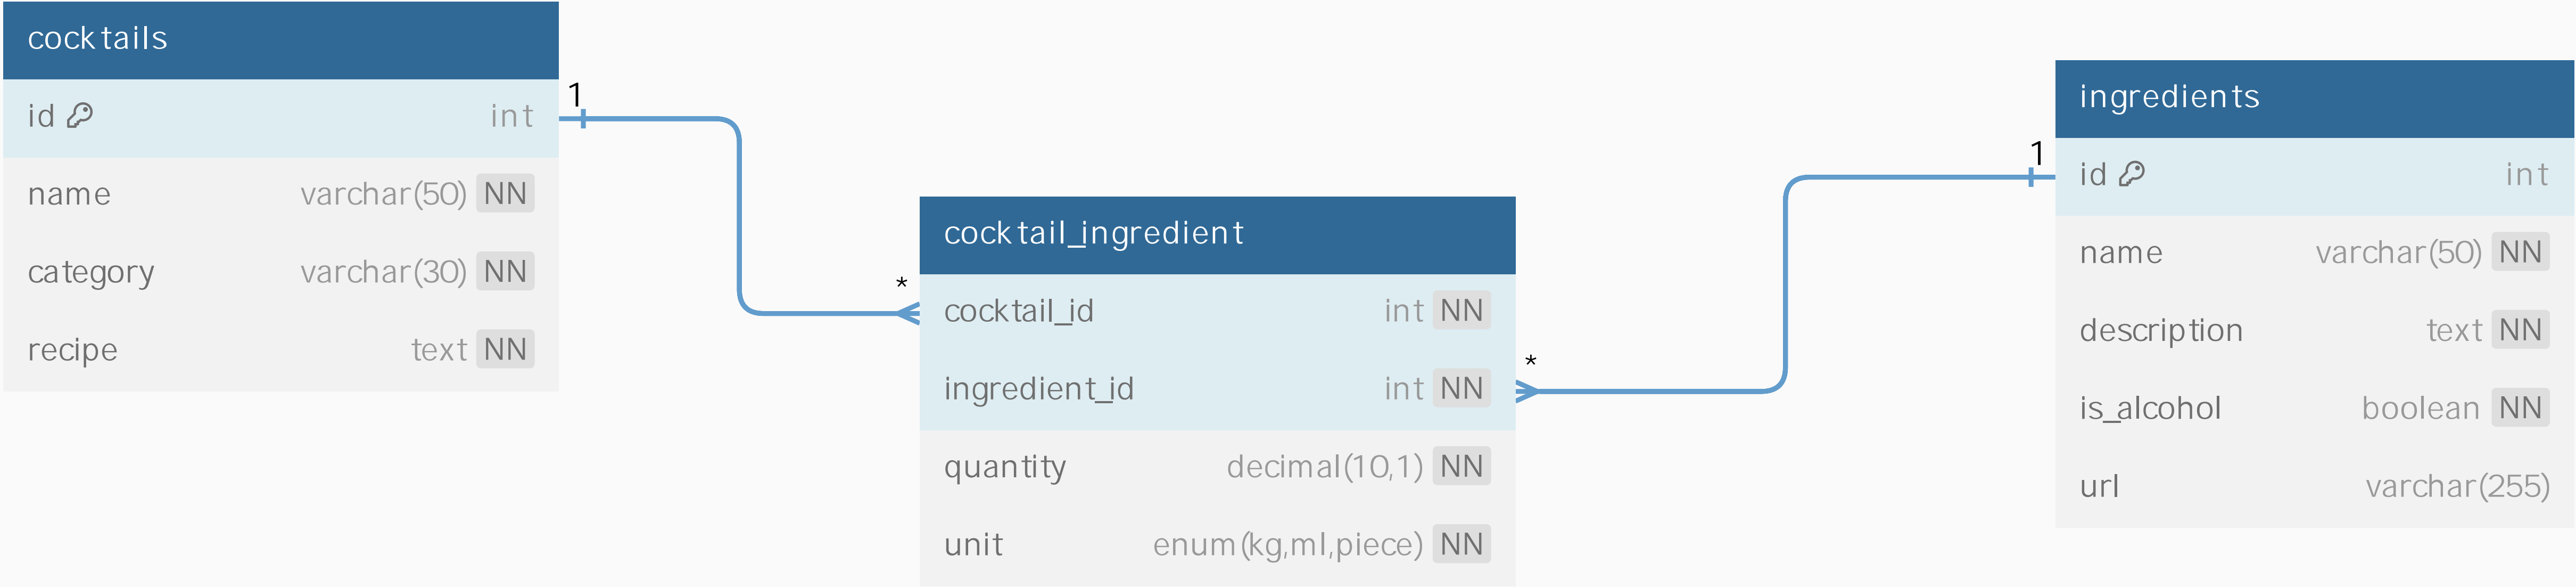 cocktails
id int
name varchar(50) NN
category varchar(30) NN
recipe text NN
1
*
cocktail_ingredient
cocktail_id int NN
ingredient_id int NN
quantity decimal(10,1) NN
unit enum(kg,ml,piece) NN
*
1
ingredients
id int
name varchar(50) NN
description text NN
is_alcohol boolean NN
url varchar(255)